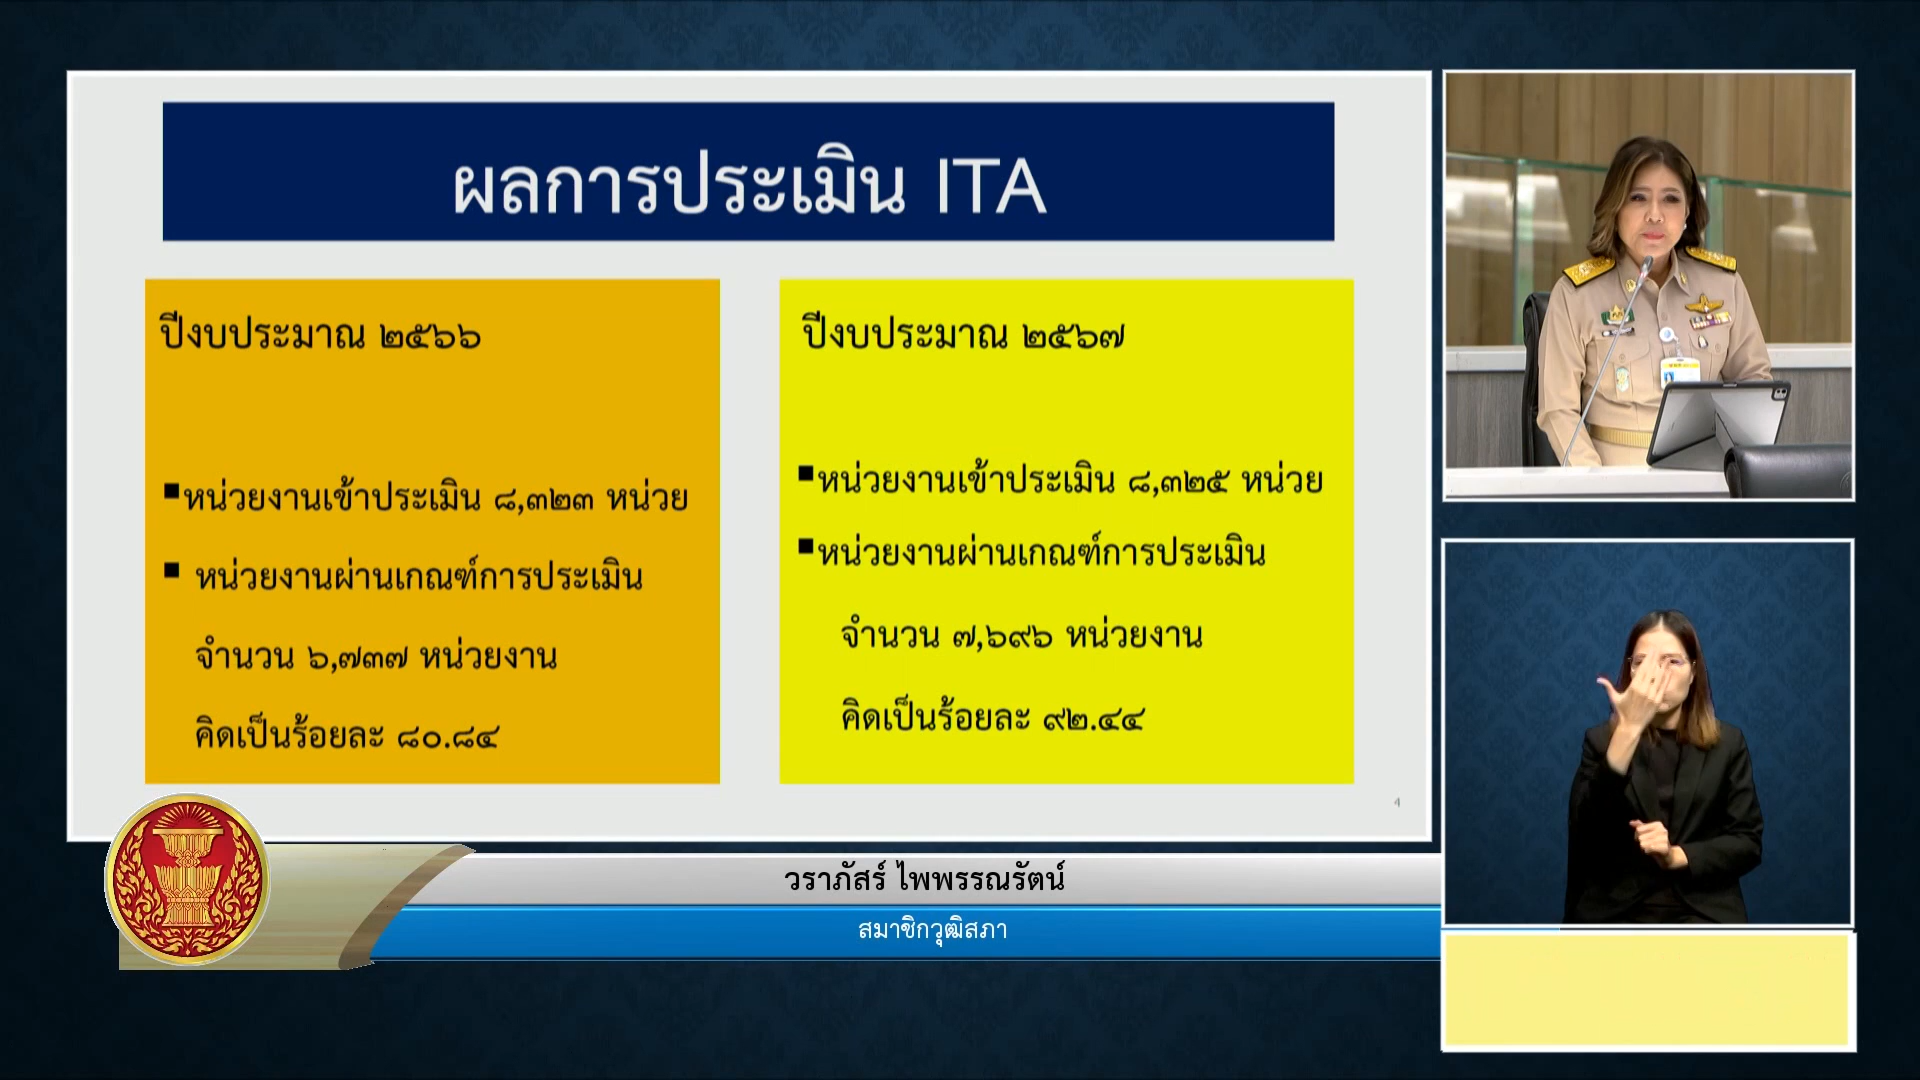 ผลการประเมิน ITA
ปีงบประมาณ ๒๕๖๖
▪หน่วยงานเข้าประเมิน ๘,๓๒๓ หน่วย
▪ หน่วยงานผ่านเกณฑ์การประเมิน
จำนวน ๖,๗๓๗ หน่วยงาน
คิดเป็นร้อยละ ๘๐.๘๔
ปีงบประมาณ ๒๕๖๗
▪หน่วยงานเข้าประเมิน ๘,๓๒๕ หน่วย
▪หน่วยงานผ่านเกณฑ์การประเมิน
จำนวน ๗,๖๙๖ หน่วยงาน
คิดเป็นร้อยละ ๙๒.๔๔
4
วราภัสร์ ไพพรรณรัตน์
สมาชิกวุฒิสภา